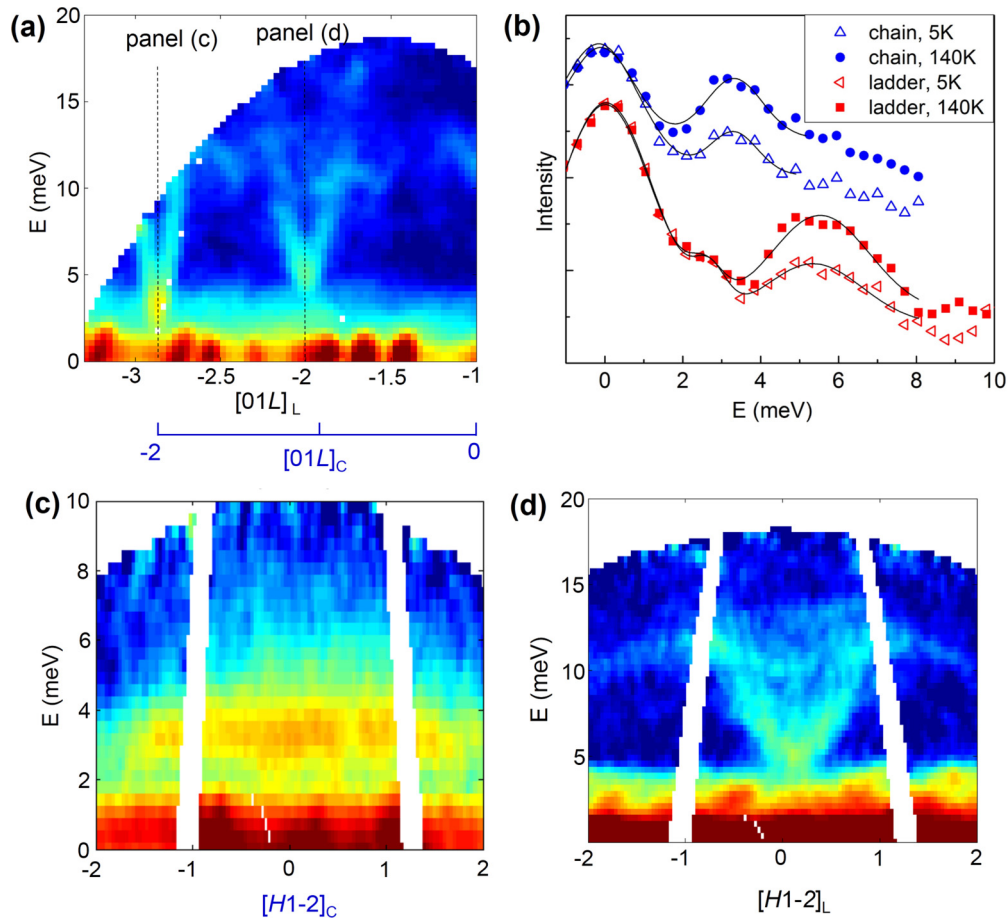 (a)
panel (c)
panel (d)
20
15
10
5
0
E (meV)
-3
-2.5
-2
-1.5
-1
[01L]L
-2
0
[01L]C
(b)
chain, 5K
chain, 140K
ladder, 5K
ladder, 140K
Intensity
0
2
4
6
8
10
E (meV)
(c)
10
8
6
4
2
0
E (meV)
-2
-1
0
1
2
[H1-2]C
(d)
20
15
10
5
E (meV)
-2
-1
0
1
2
[H1-2]L